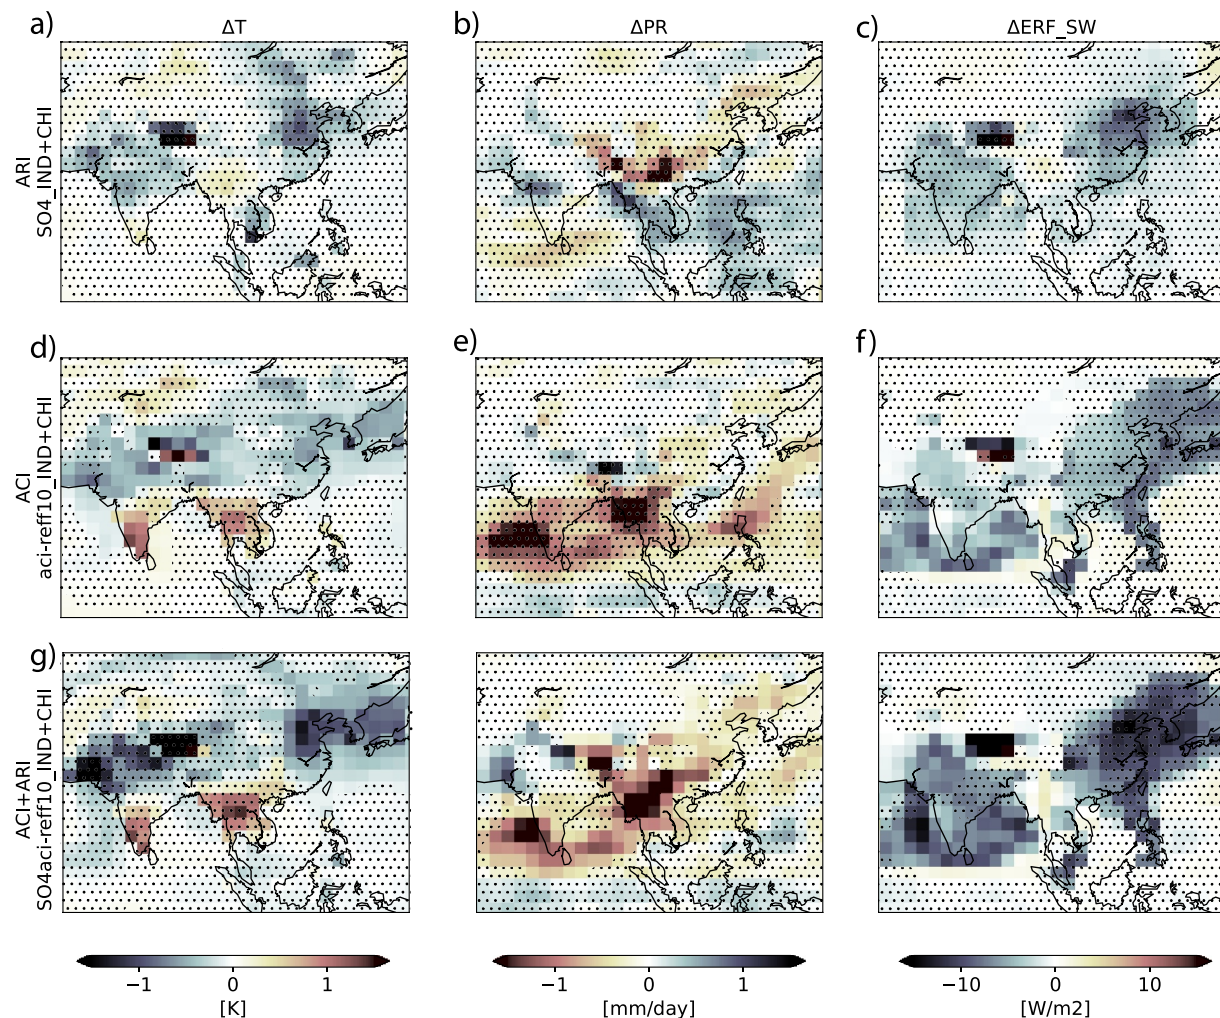 a)
ΔT
b)
ΔPR
c)
ΔERF_SW
ARI
SO4_IND+CHI
d)
e)
f)
ACI
aci-reff10_IND+CHI
g)
ACI+ARI
SO4aci-reff10_IND+CHI
−1 0 1
[K]
−1 0 1
[mm/day]
−10 0 10
[W/m2]